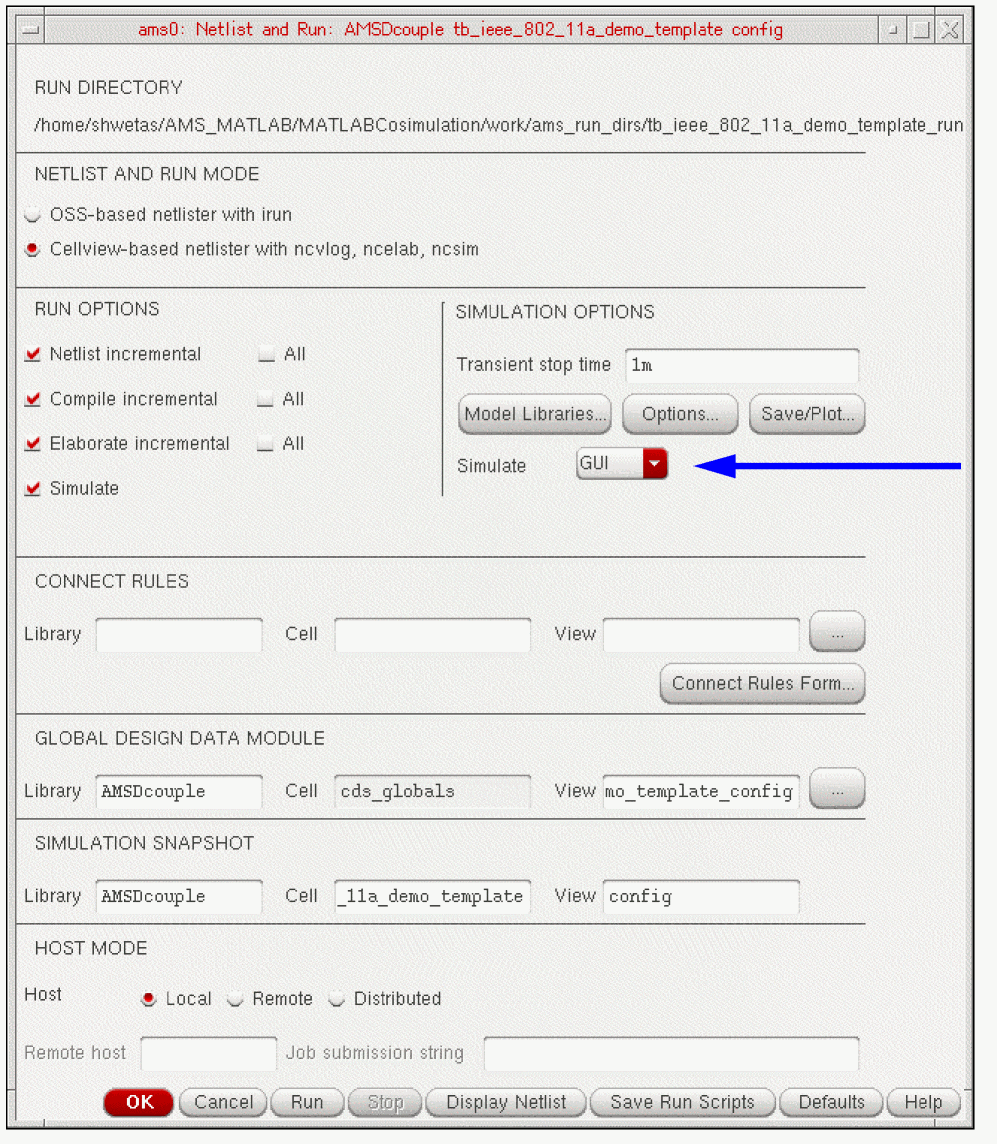 ams0: Netlist and Run: AMSDcouple tb_ieee_802_11a_demo_template config
RUN DIRECTORY
/home/shwetas/AMS_MATLAB/MATLABCosimulation/work/ams_run_dirs/tb_ieee_802_11a_demo_template_run
NETLIST AND RUN MODE
OSS-based netlister with irun
Cellview-based netlister with ncvlog, ncelab, ncsim
RUN OPTIONS
Netlist incremental All
Compile incremental All
Elaborate incremental All
Simulate
SIMULATION OPTIONS
Transient stop time 1m
Model Libraries... Options... Save/Plot...
Simulate GUI
CONNECT RULES
Library Cell View ...
Connect Rules Form...
GLOBAL DESIGN DATA MODULE
Library AMSDcouple Cell cds_globals View mo_template_config ...
SIMULATION SNAPSHOT
Library AMSDcouple Cell _11a_demo_template View config
HOST MODE
Host Local Remote Distributed
Remote host Job submission string
OK Cancel Run Stop Display Netlist Save Run Scripts Defaults Help